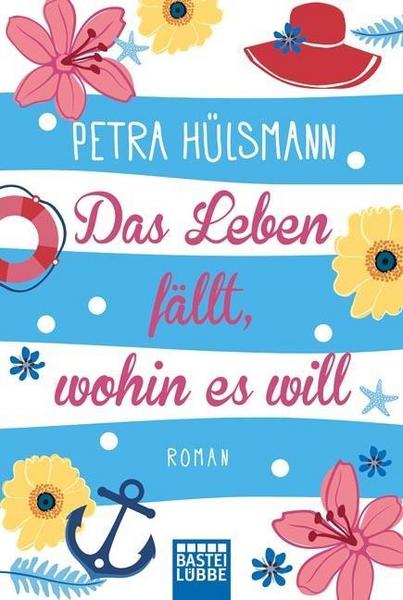 PETRA HÜLSMANN
Das Leben
fällt,
wohin es will
ROMAN
BASTEI
LÜBBE